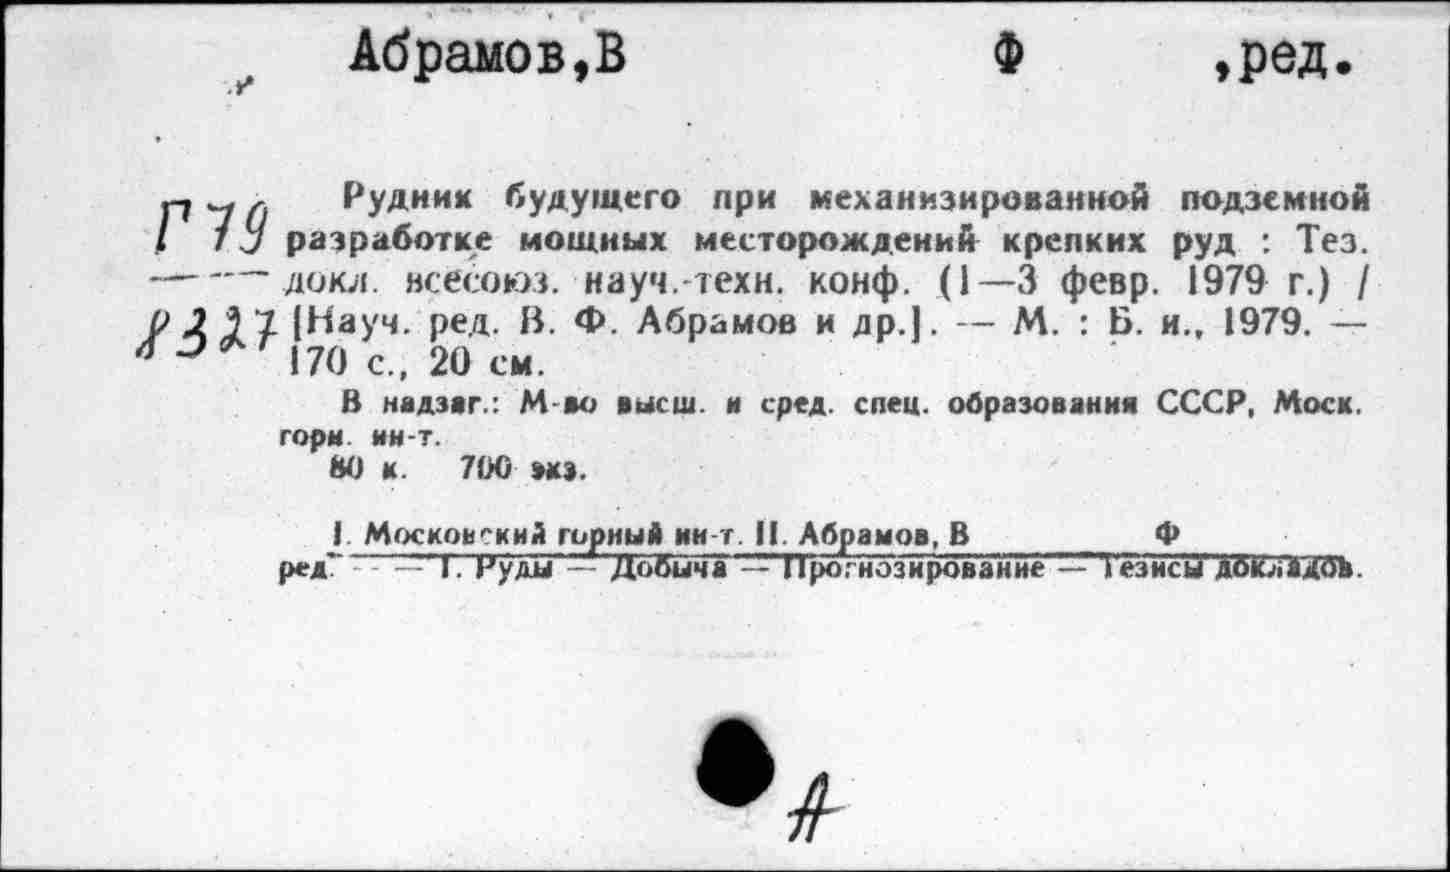 Абрамов,В Ф ,ред.
Рудник будущего при механизированной подземной
Г79 разработке мощных месторождений крепких руд : Тез.
докл. всесоюз. науч.-техн. конф. (1—3 февр. 1979 г.) /
[Науч. ред. В. Ф. Абрамов и др.]. — М. : Б. и., 1979. —
170 с., 20 см.
В надзаг.: М-во высш. и сред. спец. образования СССР, Моск.
горн. ин-т.
80 к. 700 экз.
I. Московский горный ин-т. II. Абрамов, В Ф
ред. — 1. Руды — Добыча — Прогнозирование — Тезисы докладов.